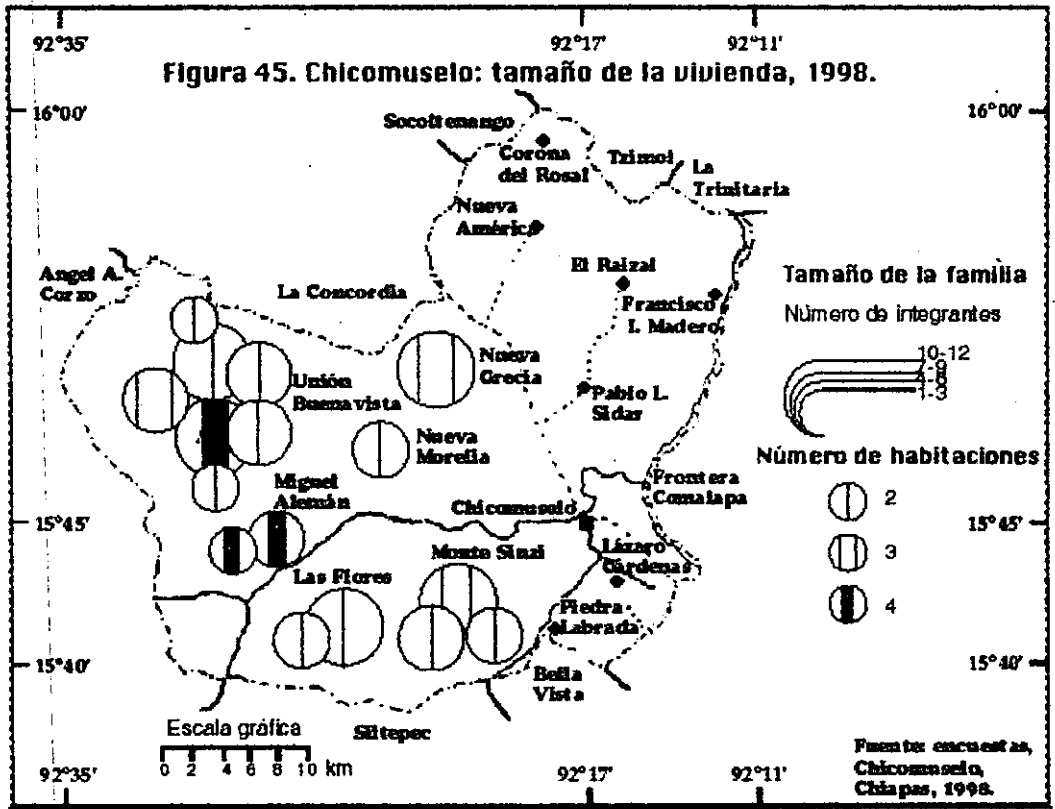 92°35'
92°17'
92°11'
Figura 45. Chicomuselo: tamaño de la vivienda, 1998.
16°00'
16°00'
Socoltenango
Corona
del Rosal
Tzimol
La
Trinitaria
Nueva
América
Angel A.
Corzo
La Concordia
El Raizal
Francisco
I. Madero
Tamaño de la familia
Número de integrantes
10-12
1-3
Unión
Buenavista
Nueva
Grecia
Pablo L.
Sidar
Nueva
Morelia
Número de habitaciones
2
3
4
Miguel
Alemán
Chicomuselo
Frontera
Comalapa
15°45'
15°45'
Monte Sinzi
Lázaro
Cárdenas
Las Flores
Piedra
Labrada
15°40'
15°40'
Bella
Vista
Siltepec
Escala gráfica
0 2 4 6 8 10 km
Fuente: encuestas,
Chicomuselo,
Chiapas, 1998.
92°35'
92°17'
92°11'